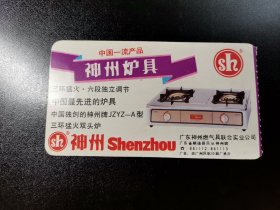 中国一流产品
sh
神州炉具
三环猛火·六段独立调节
中国最先进的炉具
中国独创的神州牌JZYZ—A型
三环猛火双头炉
sh 神州 Shenzhou
广东神州燃气具联合实业公司